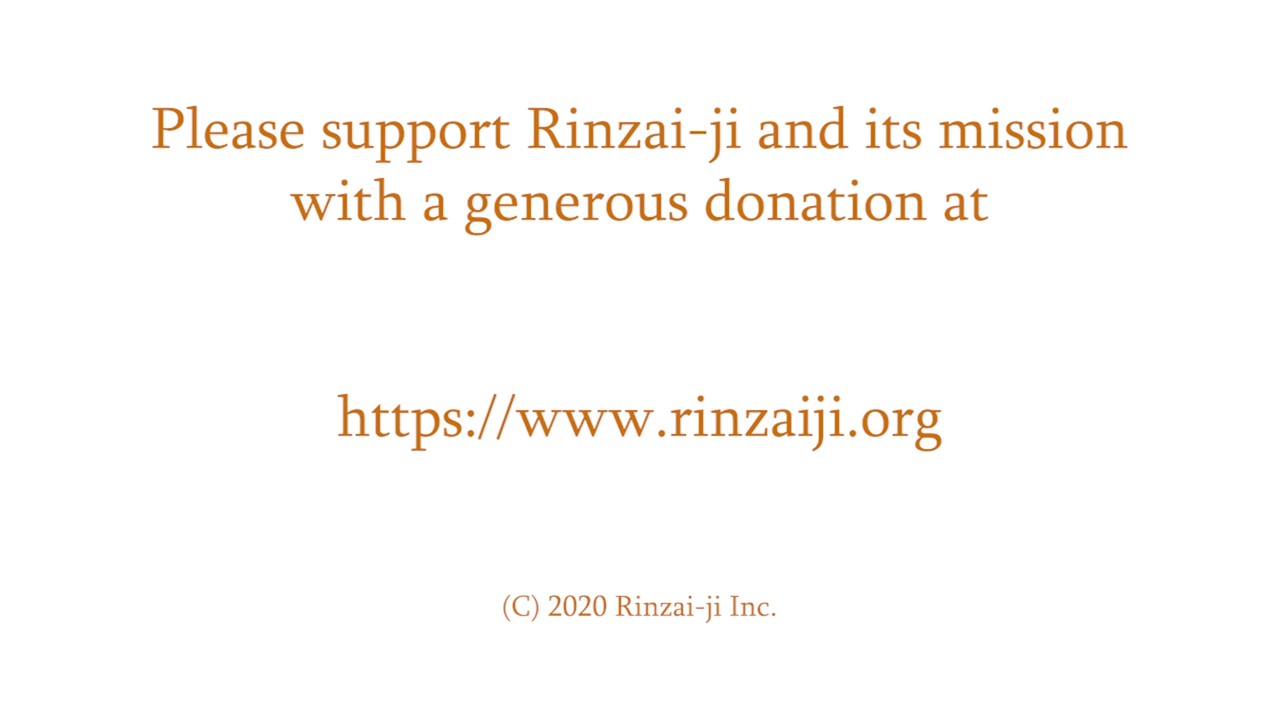 Please support Rinzai-ji and its mission
with a generous donation at
https://www.rinzaiji.org
(C) 2020 Rinzai-ji Inc.